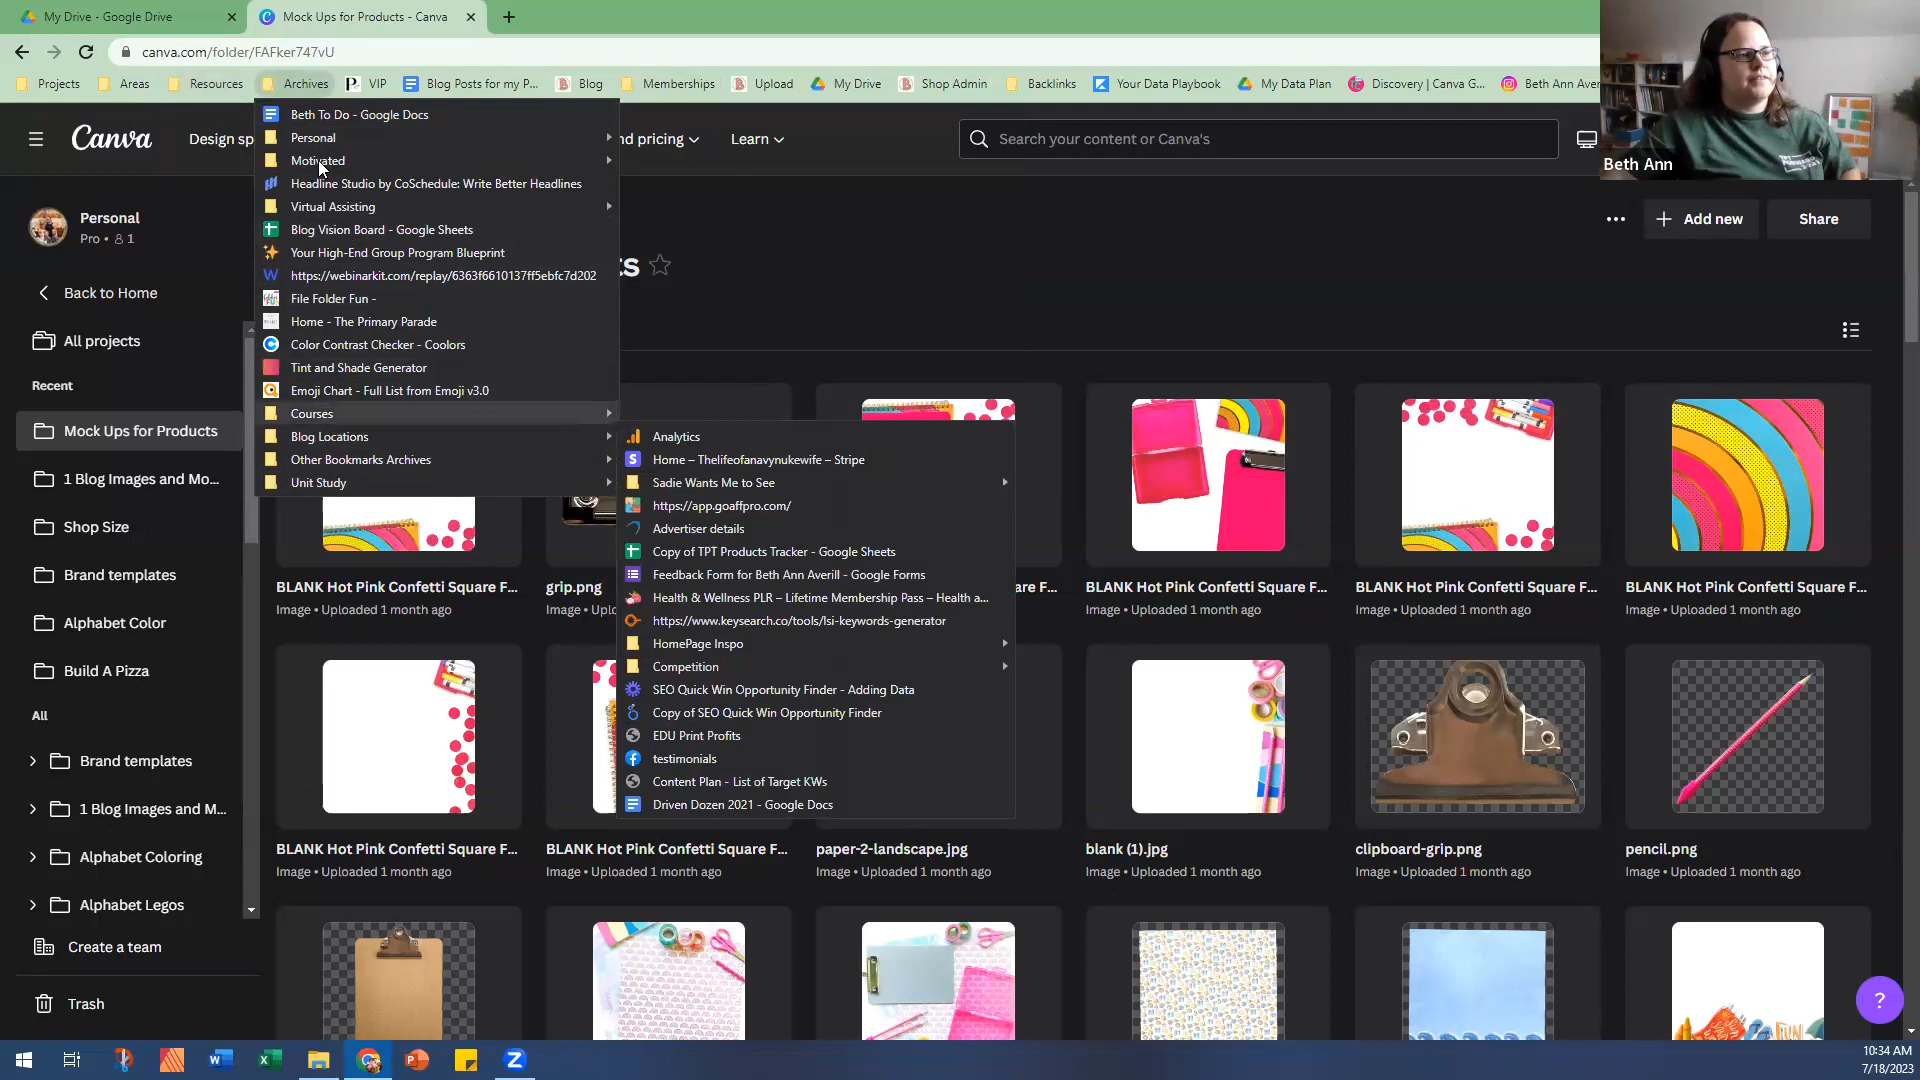 My Drive - Google Drive
Mock Ups for Products - Canva
canva.com/folder/FAFker747vU
Projects
Areas
Resources
Archives
VIP
Blog Posts for my P...
Blog
Memberships
Upload
My Drive
Shop Admin
Backlinks
Your Data Playbook
My Data Plan
Discovery | Canva G...
Beth Ann Aver
Beth Ann
Canva
Design sp
nd pricing
Learn
Search your content or Canva's
Beth To Do - Google Docs
Personal
Motivated
Headline Studio by CoSchedule: Write Better Headlines
Virtual Assisting
Blog Vision Board - Google Sheets
Your High-End Group Program Blueprint
https://webinarkit.com/replay/6363f6610137ff5ebfc7d202
File Folder Fun -
Home - The Primary Parade
Color Contrast Checker - Coolors
Tint and Shade Generator
Emoji Chart - Full List from Emoji v3.0
Courses
Blog Locations
Other Bookmarks Archives
Unit Study
Analytics
Home – Thelifeofanavynukewife – Stripe
Sadie Wants Me to See
https://app.goaffpro.com/
Advertiser details
Copy of TPT Products Tracker - Google Sheets
Feedback Form for Beth Ann Averill - Google Forms
Health & Wellness PLR – Lifetime Membership Pass – Health a...
https://www.keysearch.co/tools/lsi-keywords-generator
HomePage Inspo
Competition
SEO Quick Win Opportunity Finder - Adding Data
Copy of SEO Quick Win Opportunity Finder
EDU Print Profits
testimonials
Content Plan - List of Target KWs
Driven Dozen 2021 - Google Docs
Personal
Pro • 1
Back to Home
All projects
Recent
Mock Ups for Products
1 Blog Images and Mo...
Shop Size
Brand templates
Alphabet Color
Build A Pizza
All
Brand templates
1 Blog Images and M...
Alphabet Coloring
Alphabet Legos
Create a team
Trash
ts
Add new
Share
BLANK Hot Pink Confetti Square F...
Image • Uploaded 1 month ago
grip.png
Image • Uplo
e F...
BLANK Hot Pink Confetti Square F...
Image • Uploaded 1 month ago
BLANK Hot Pink Confetti Square F...
Image • Uploaded 1 month ago
BLANK Hot Pink Confetti Square F...
Image • Uploaded 1 month ago
BLANK Hot Pink Confetti Square F...
Image • Uploaded 1 month ago
BLANK Hot Pink Confetti Square F...
Image • Uploaded 1 month ago
paper-2-landscape.jpg
Image • Uploaded 1 month ago
blank (1).jpg
Image • Uploaded 1 month ago
clipboard-grip.png
Image • Uploaded 1 month ago
pencil.png
Image • Uploaded 1 month ago
FUN
?
10:34 AM
7/18/2023